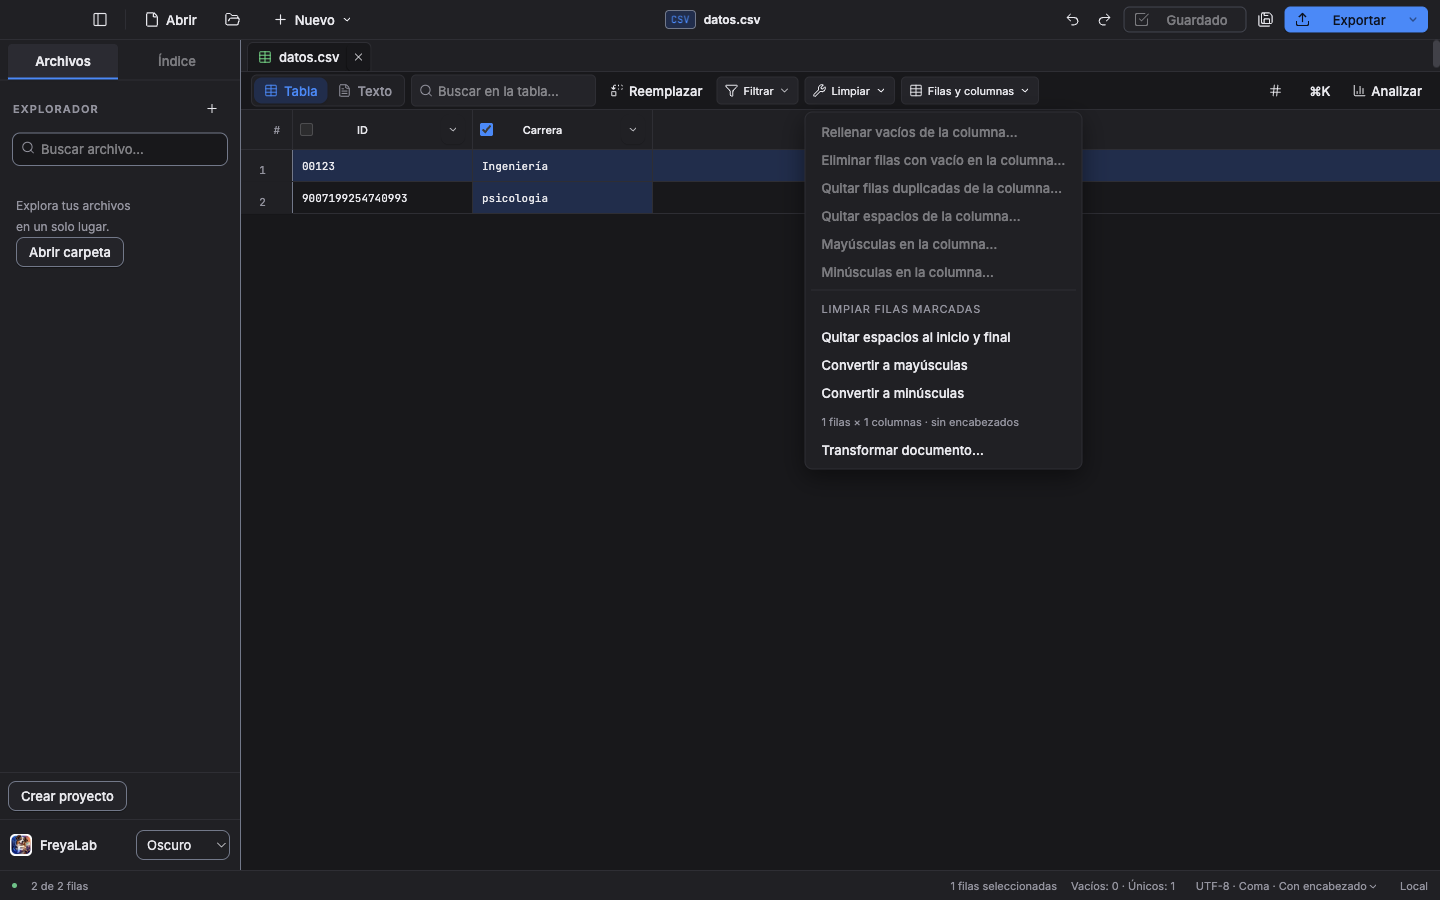 Abrir
Nuevo
CSV datos.csv
Guardado
Exportar
Archivos
Índice
datos.csv
Tabla
Texto
Buscar en la tabla...
Reemplazar
Filtrar
Limpiar
Filas y columnas
#
⌘K
Analizar
EXPLORADOR
Buscar archivo...
Explora tus archivos
en un solo lugar.
Abrir carpeta
# ID Carrera
1 00123 Ingeniería
2 9007199254740993 psicologia
Rellenar vacíos de la columna...
Eliminar filas con vacío en la columna...
Quitar filas duplicadas de la columna...
Quitar espacios de la columna...
Mayúsculas en la columna...
Minúsculas en la columna...
LIMPIAR FILAS MARCADAS
Quitar espacios al inicio y final
Convertir a mayúsculas
Convertir a minúsculas
1 filas × 1 columnas · sin encabezados
Transformar documento...
Crear proyecto
FreyaLab
Oscuro
2 de 2 filas
1 filas seleccionadas
Vacíos: 0 · Únicos: 1
UTF-8 · Coma · Con encabezado
Local